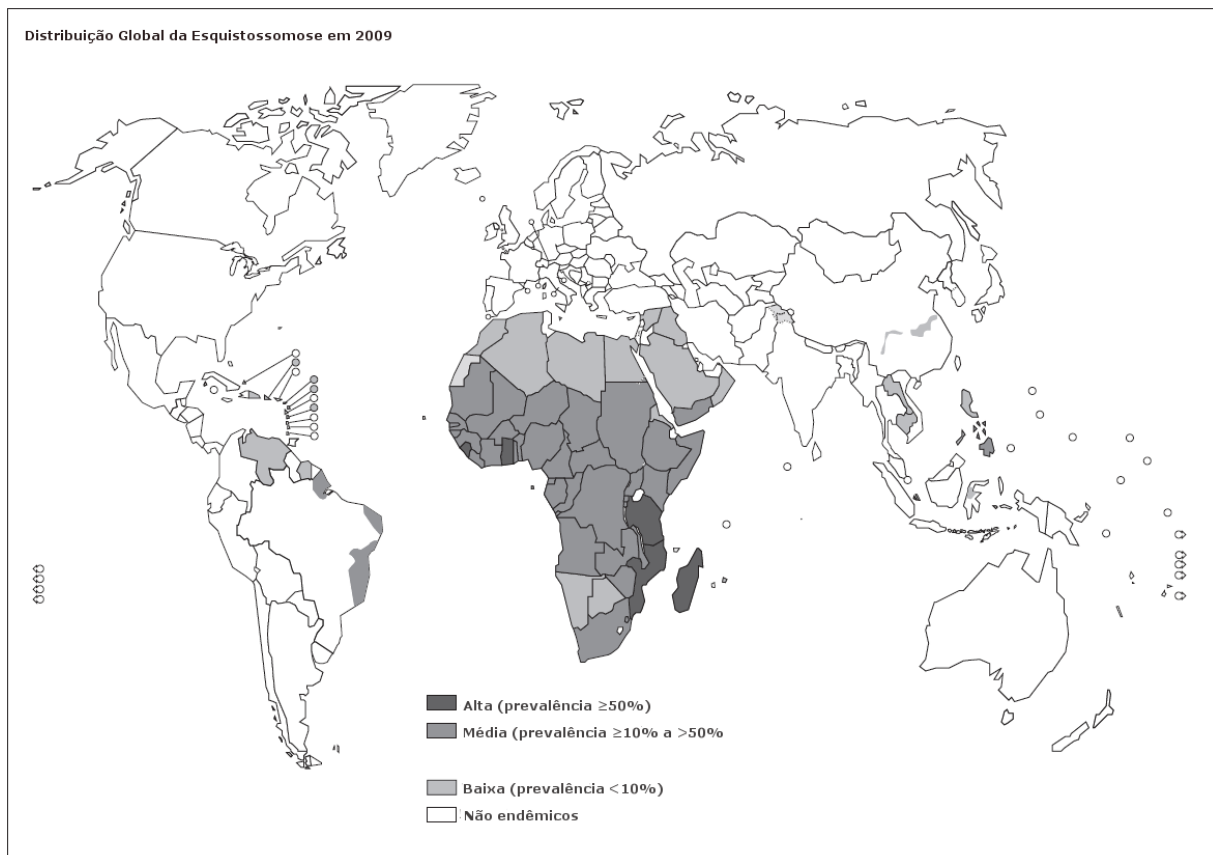 Distribuição Global da Esquistossomose em 2009
Alta (prevalência ≥50%)
Média (prevalência ≥10% a >50%
Baixa (prevalência <10%)
Não endêmicos